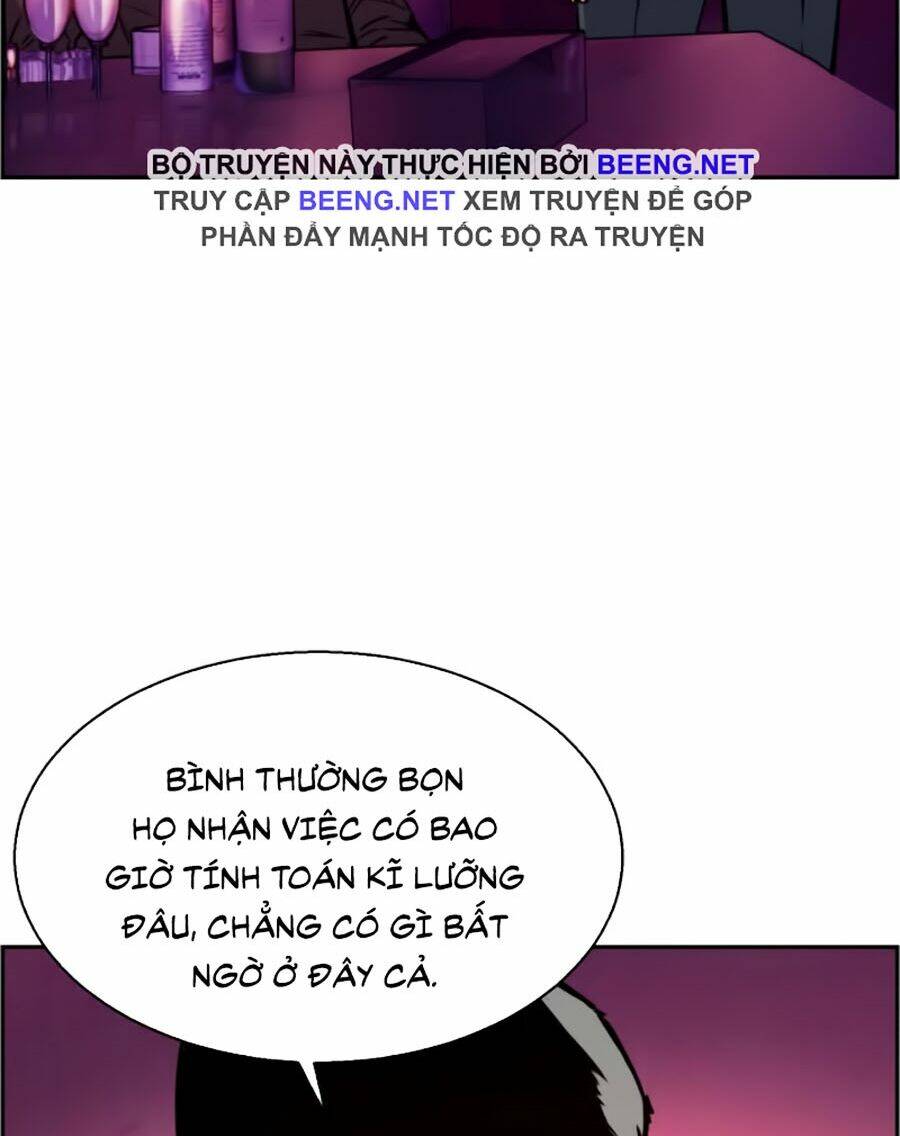 BỘ TRUYỆN NÀY THỰC HIỆN BỞI BEENG.NET
TRUY CẬP BEENG.NET XEM TRUYỆN ĐỂ GÓP
PHẦN ĐẨY MẠNH TỐC ĐỘ RA TRUYỆN
BÌNH THƯỜNG BỌN
HỌ NHẬN VIỆC CÓ BAO
GIỜ TÍNH TOÁN KĨ LƯỠNG
ĐÂU, CHẲNG CÓ GÌ BẤT
NGỜ Ở ĐÂY CẢ.